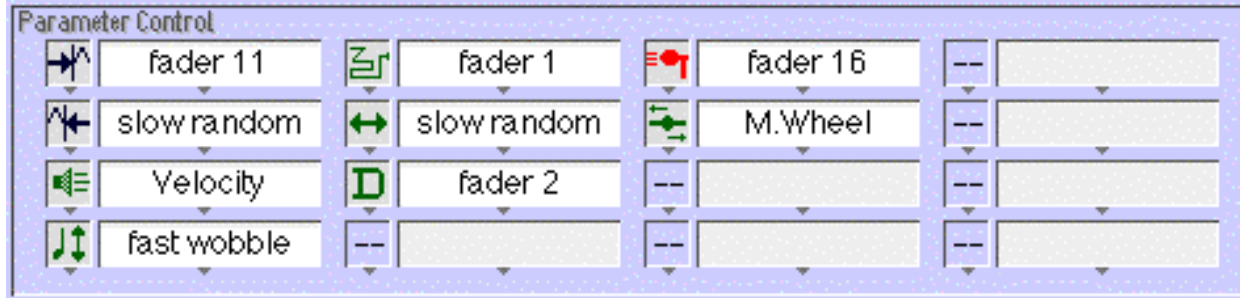 Parameter Control
fader 11 fader 1 fader 16 --
slow random slow random M.Wheel --
Velocity D fader 2 -- --
fast wobble -- -- --